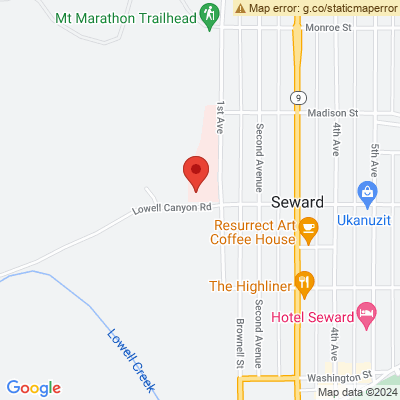 Map error: g.co/staticmaperror
Mt Marathon Trailhead
Monroe St
1st Ave
9
Madison St
Second Avenue
4th Ave
5th Ave
Seward
Lowell Canyon Rd
Ukanuzit
Resurrect Art
Coffee House
The Highliner
Hotel Seward
Lowell Creek
Brownell St
Second Avenue
4th Ave
Washington St
Google
Map data ©2024